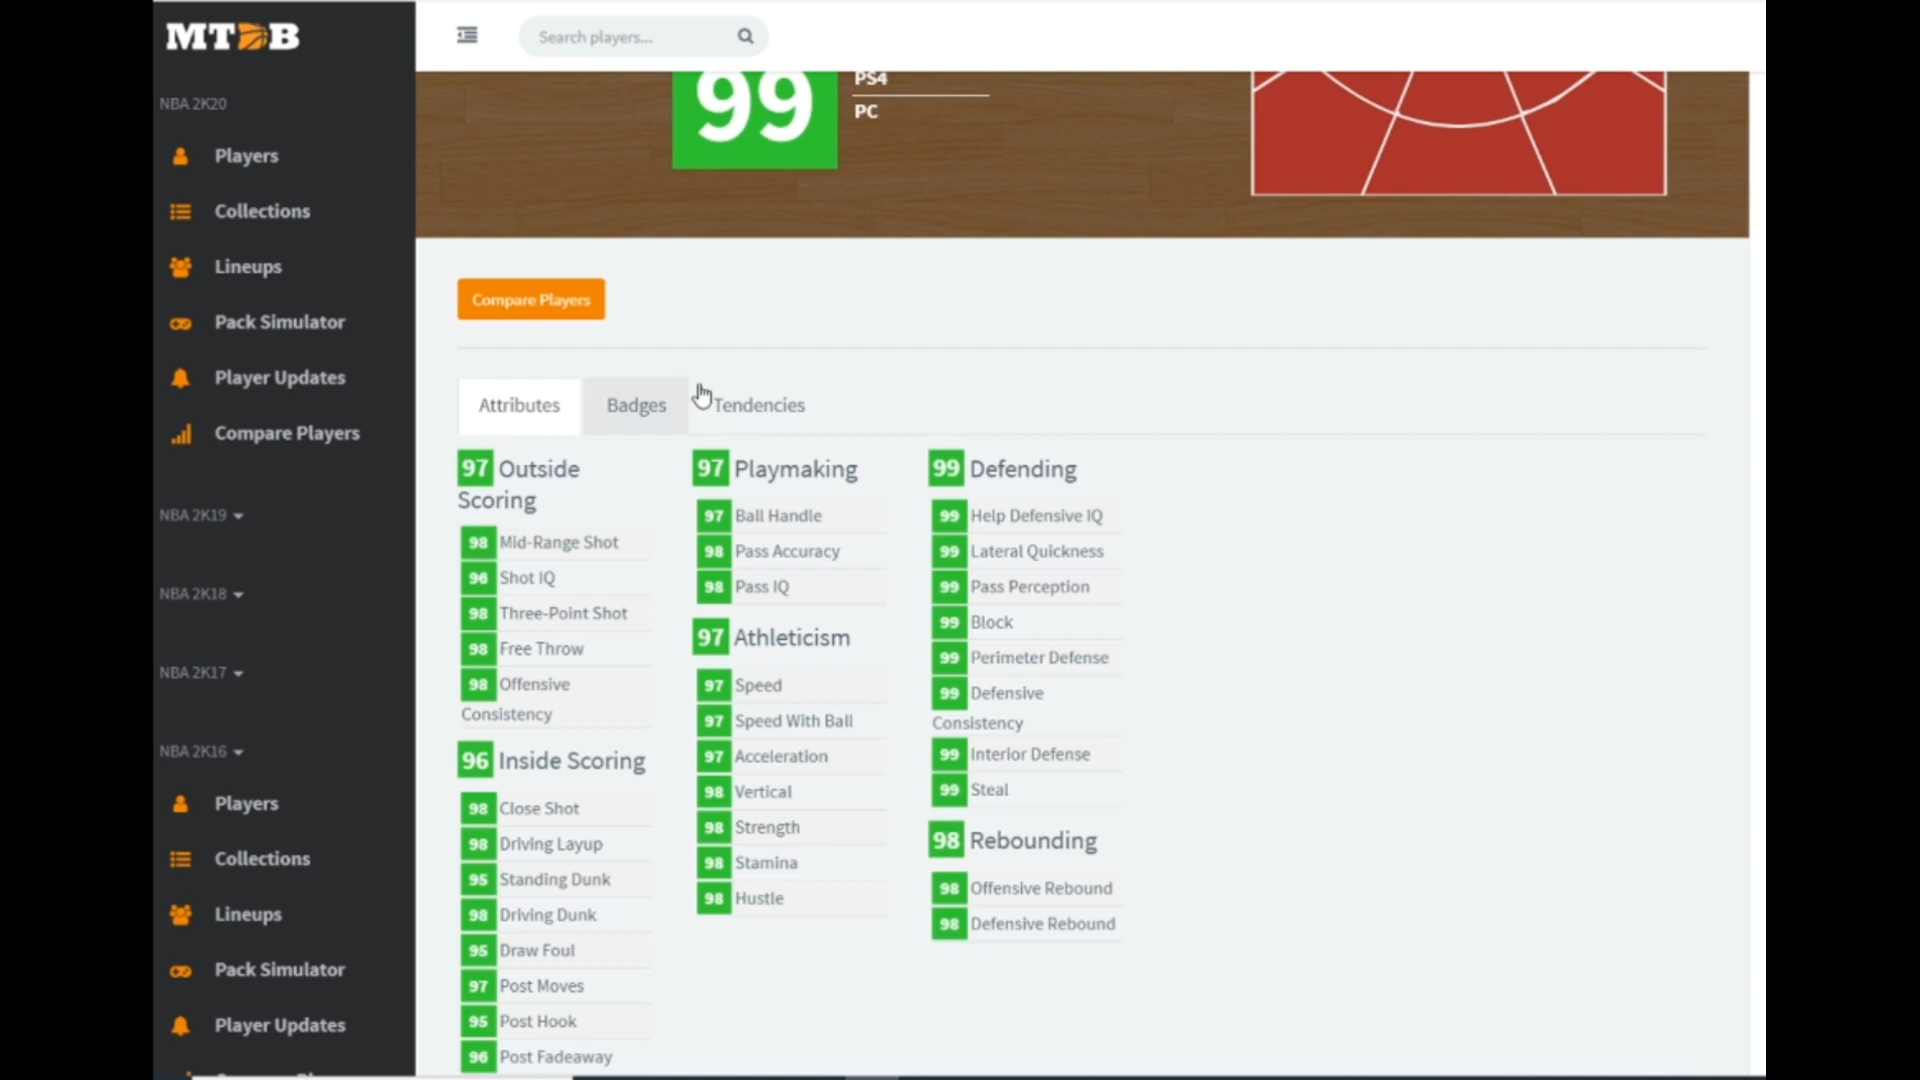 MTDB
Search players...
NBA 2K20
Players
Collections
Lineups
Pack Simulator
Player Updates
Compare Players
NBA 2K19
NBA 2K18
NBA 2K17
NBA 2K16
Players
Collections
Lineups
Pack Simulator
Player Updates
99
PS4
PC
Compare Players
Attributes
Badges
Tendencies
97 Outside
Scoring
98 Mid-Range Shot
96 Shot IQ
98 Three-Point Shot
98 Free Throw
98 Offensive
Consistency
96 Inside Scoring
98 Close Shot
98 Driving Layup
95 Standing Dunk
98 Driving Dunk
95 Draw Foul
97 Post Moves
95 Post Hook
96 Post Fadeaway
97 Playmaking
97 Ball Handle
98 Pass Accuracy
98 Pass IQ
97 Athleticism
97 Speed
97 Speed With Ball
97 Acceleration
98 Vertical
98 Strength
98 Stamina
98 Hustle
99 Defending
99 Help Defensive IQ
99 Lateral Quickness
99 Pass Perception
99 Block
99 Perimeter Defense
99 Defensive
Consistency
99 Interior Defense
99 Steal
98 Rebounding
98 Offensive Rebound
98 Defensive Rebound